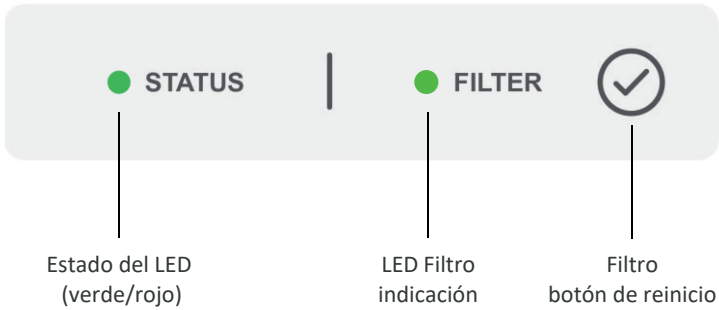 STATUS FILTER
Estado del LED
(verde/rojo)
LED Filtro
indicación
Filtro
botón de reinicio